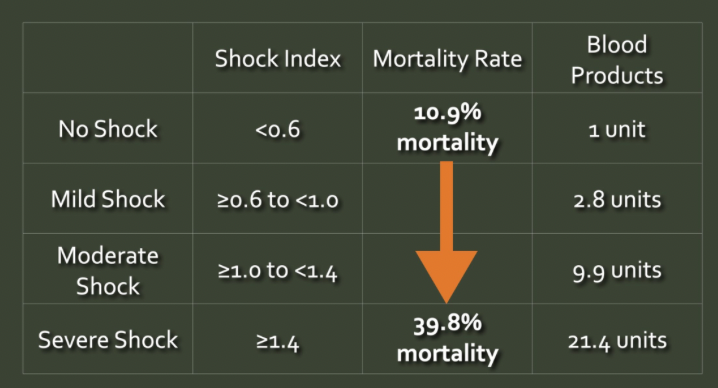 Shock Index Mortality Rate Blood Products
No Shock <0.6 10.9% mortality 1 unit
Mild Shock ≥0.6 to <1.0 2.8 units
Moderate Shock ≥1.0 to <1.4 9.9 units
Severe Shock ≥1.4 39.8% mortality 21.4 units